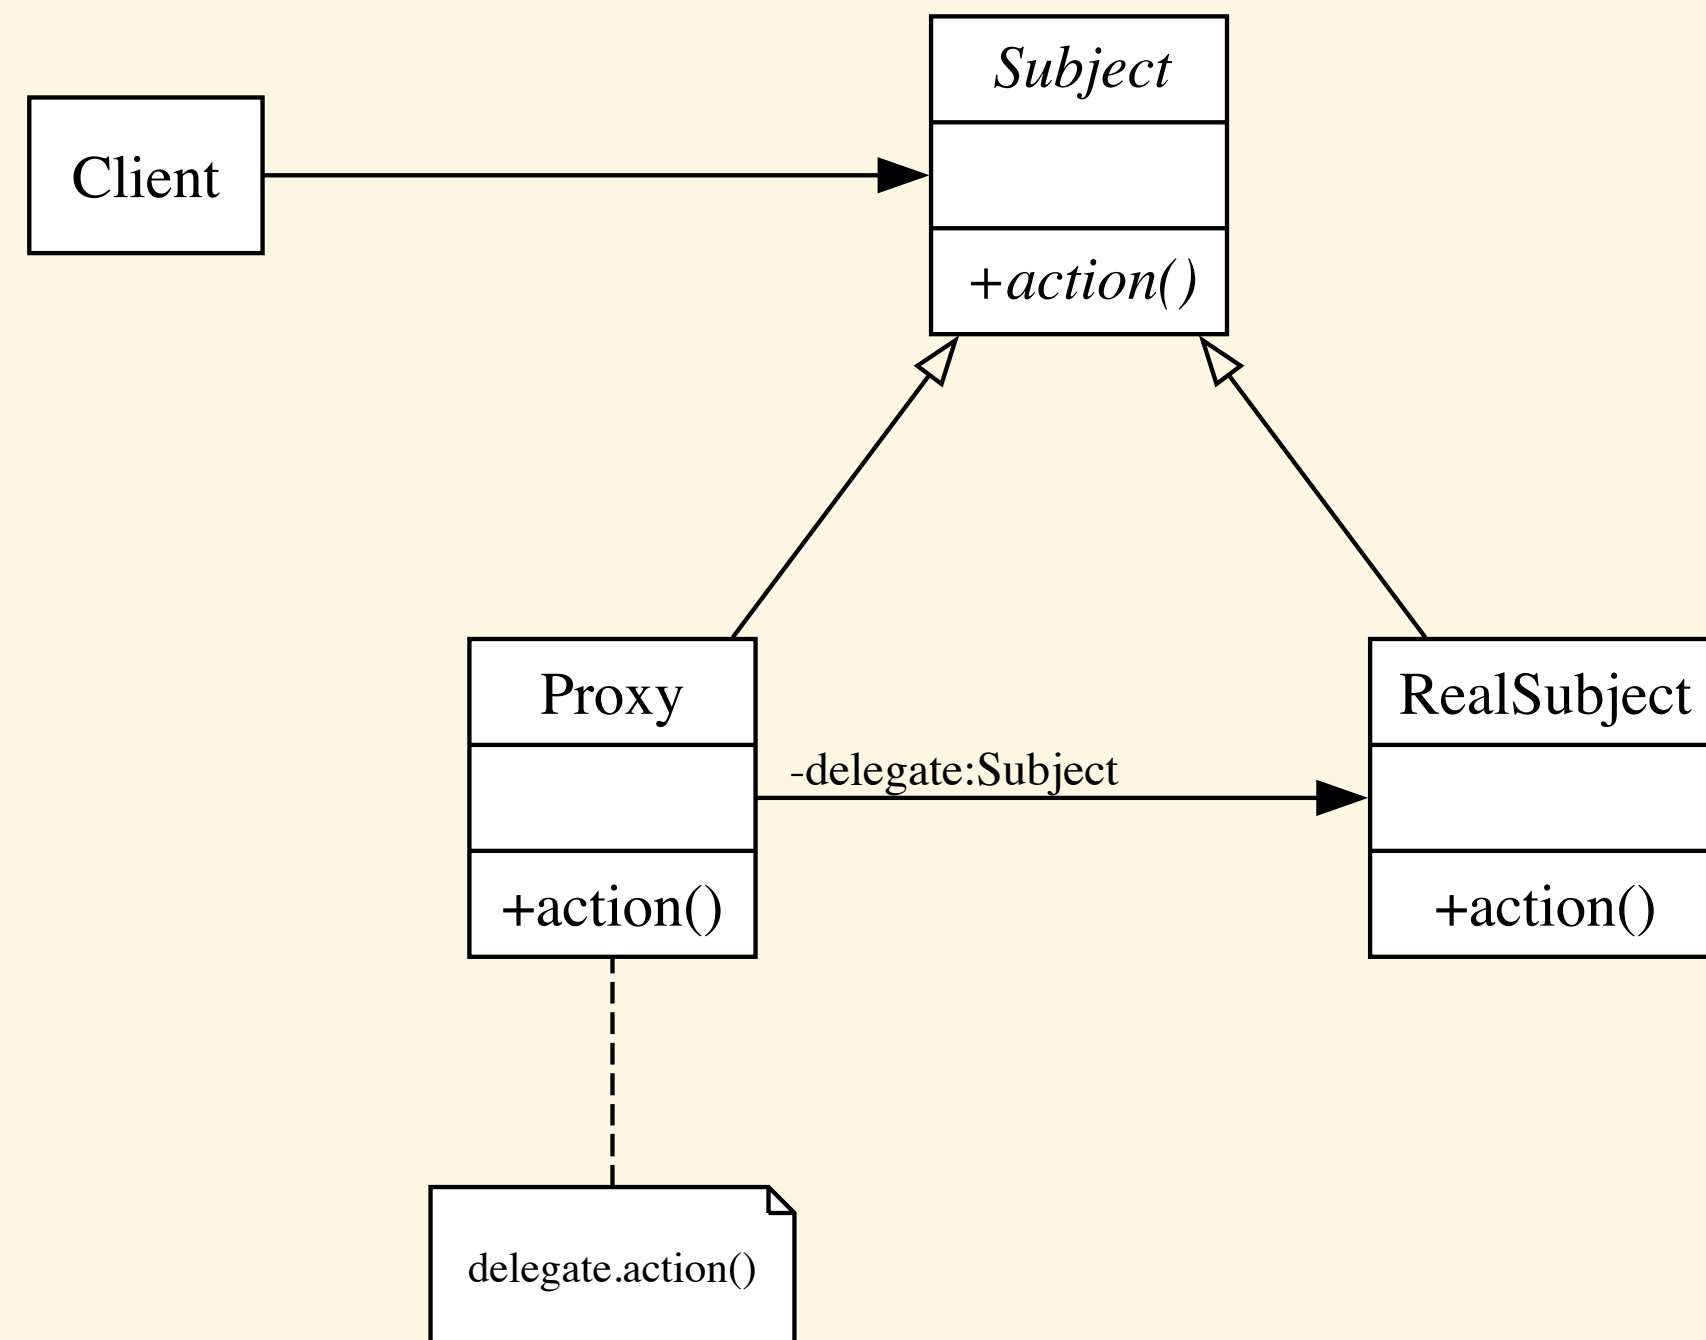 Subject
Client
+action()
Proxy
RealSubject
-delegate:Subject
+action()
+action()
delegate.action()